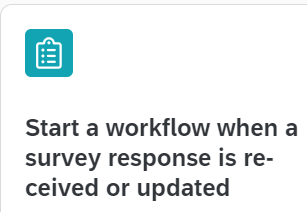 Start a workflow when a
survey response is re-
ceived or updated